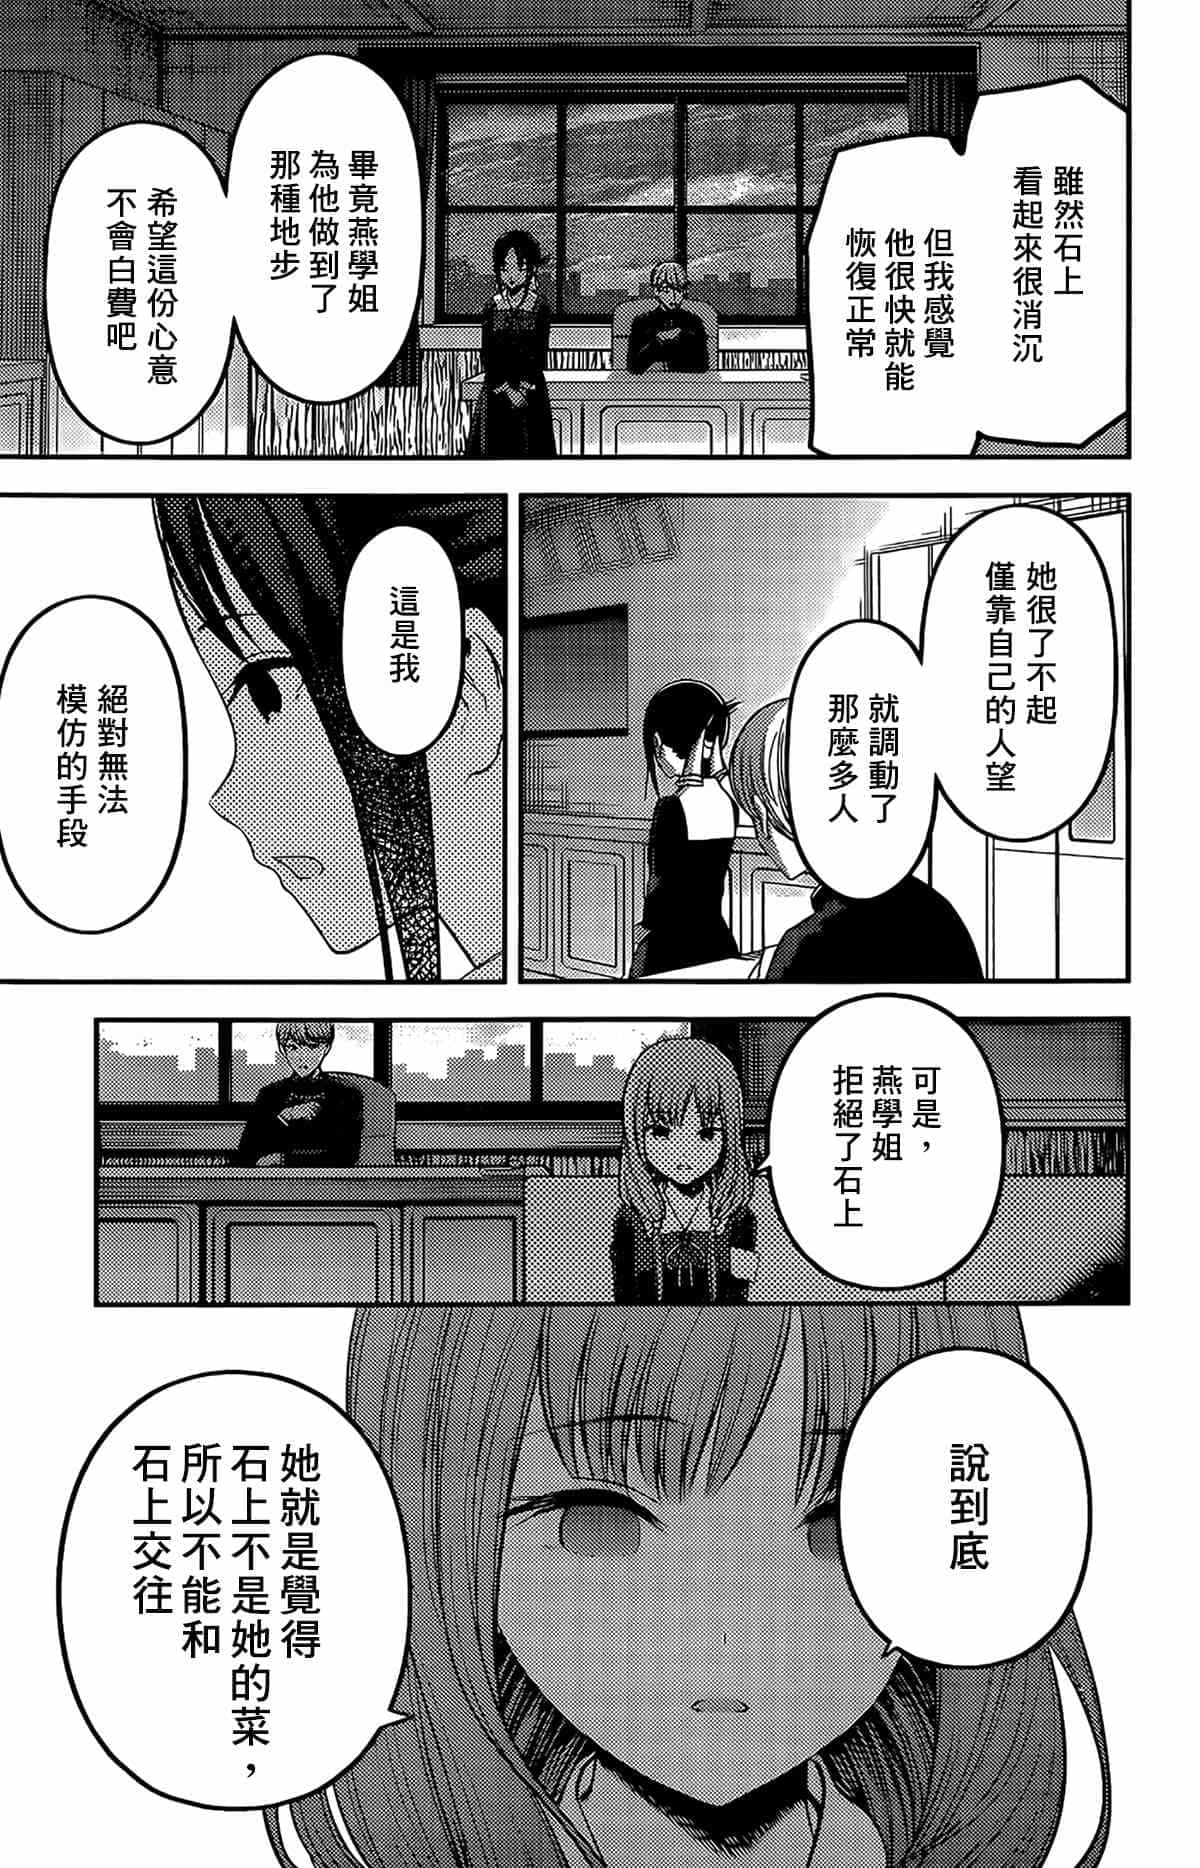 雖然石上
看起來很消沉
但我感覺
他很快就能
恢復正常
畢竟燕學姐
為他做到了
那種地步
希望這份心意
不會白費吧
她很了不起
僅靠自己的人望
就調動了
那麼多人
這是我
絕對無法
模仿的手段
可是，
燕學姐
拒絕了石上
說到底
她就是覺得
石上不是她的菜，
所以不能和
石上交往